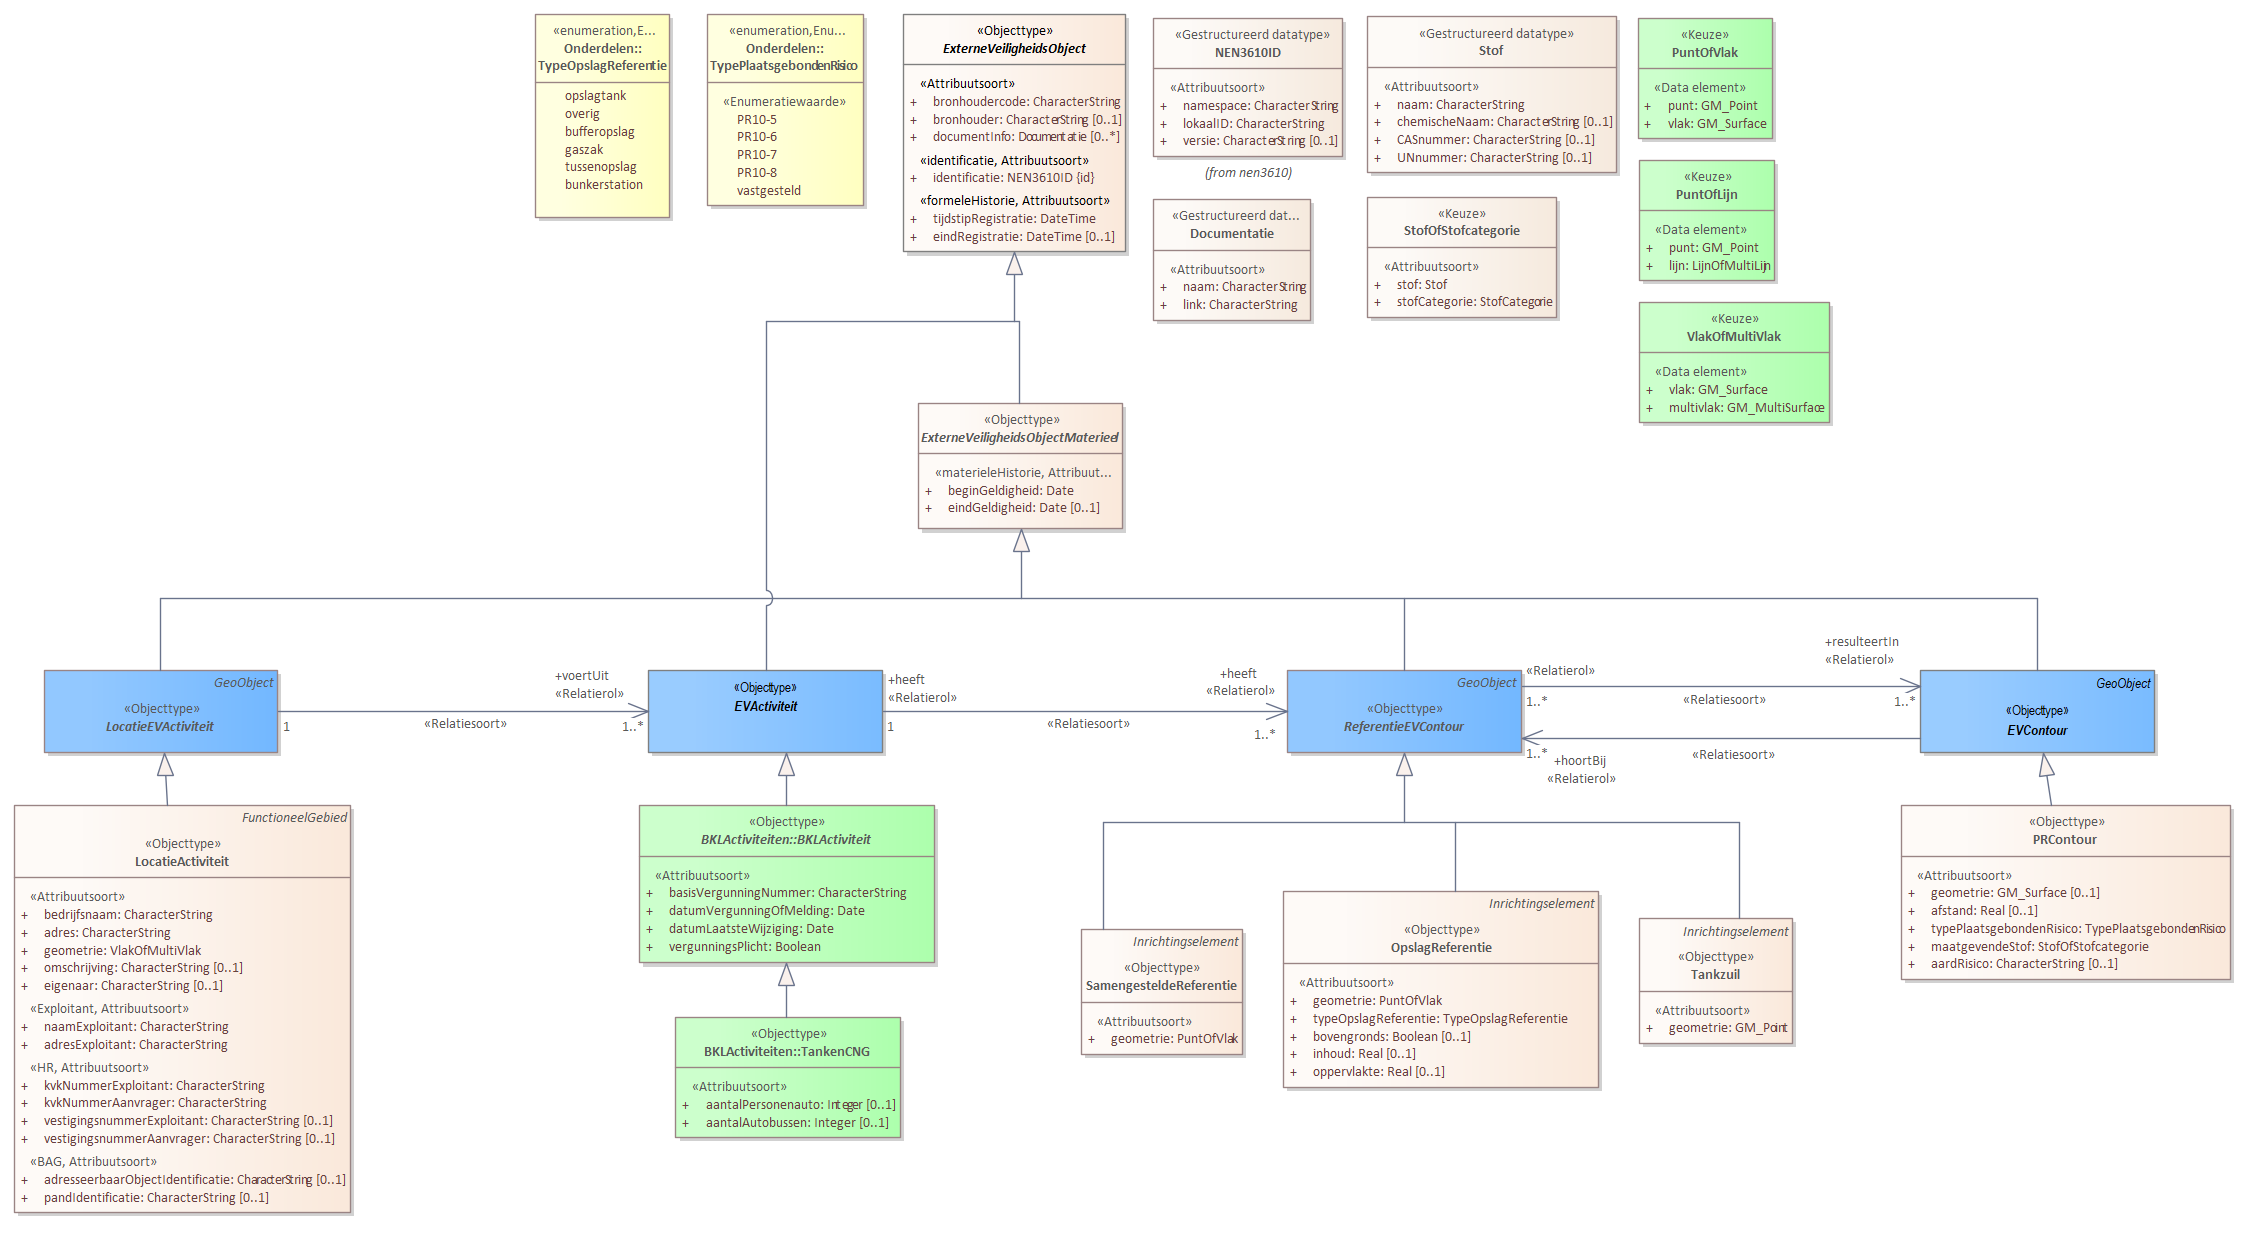 «enumeration,E...
Onderdelen::
TypeOpslagReferentie
opslagtank
overig
bufferopslag
gaszak
tussenopslag
bunkerstation
«enumeration,Enu...
Onderdelen::
TypePlaatsgebondenRisico
«Enumeratiewaarde»
PR10-5
PR10-6
PR10-7
PR10-8
vastgesteld
«Objecttype»
ExterneVeiligheidsObject
«Attribuutsoort»
+ bronhoudercode: CharacterString
+ bronhouder: CharacterString [0..1]
+ documentInfo: Documentatie [0..*]
«identificatie, Attribuutsoort»
+ identificatie: NEN3610ID {id}
«formeleHistorie, Attribuutsoort»
+ tijdstipRegistratie: DateTime
+ eindRegistratie: DateTime [0..1]
«Gestructureerd datatype»
NEN3610ID
«Attribuutsoort»
+ namespace: CharacterString
+ lokaalID: CharacterString
+ versie: CharacterString [0..1]
(from nen3610)
«Gestructureerd dat...
Documentatie
«Attribuutsoort»
+ naam: CharacterString
+ link: CharacterString
«Gestructureerd datatype»
Stof
«Attribuutsoort»
+ naam: CharacterString
+ chemischeNaam: CharacterString [0..1]
+ CASnummer: CharacterString [0..1]
+ UNnummer: CharacterString [0..1]
«Keuze»
StofOfStofcategorie
«Attribuutsoort»
+ stof: Stof
+ stofCategorie: StofCategorie
«Keuze»
PuntOfVlak
«Data element»
+ punt: GM_Point
+ vlak: GM_Surface
«Keuze»
PuntOfLijn
«Data element»
+ punt: GM_Point
+ lijn: LijnOfMultiLijn
«Keuze»
VlakOfMultiVlak
«Data element»
+ vlak: GM_Surface
+ multivlak: GM_MultiSurface
«Objecttype»
ExterneVeiligheidsObjectMaterieel
«materieleHistorie, Attribuut...
+ beginGeldigheid: Date
+ eindGeldigheid: Date [0..1]
GeoObject
«Objecttype»
LocatieEVActiviteit
1
«Relatiesoort»
+voertUit
«Relatierol»
1..*
«Objecttype»
EVActiviteit
+heeft
«Relatierol»
1
«Relatiesoort»
+heeft
«Relatierol»
1..*
GeoObject
«Objecttype»
ReferentieEVContour
«Relatierol»
1..*
«Relatiesoort»
+resulteertIn
«Relatierol»
1..*
1..*
+hoortBij
«Relatierol»
«Relatiesoort»
GeoObject
«Objecttype»
EVContour
FunctioneelGebied
«Objecttype»
LocatieActiviteit
«Attribuutsoort»
+ bedrijfsnaam: CharacterString
+ adres: CharacterString
+ geometrie: VlakOfMultiVlak
+ omschrijving: CharacterString [0..1]
+ eigenaar: CharacterString [0..1]
«Exploitant, Attribuutsoort»
+ naamExploitant: CharacterString
+ adresExploitant: CharacterString
«HR, Attribuutsoort»
+ kvkNummerExploitant: CharacterString
+ kvkNummerAanvrager: CharacterString
+ vestigingsnummerExploitant: CharacterString [0..1]
+ vestigingsnummerAanvrager: CharacterString [0..1]
«BAG, Attribuutsoort»
+ adresseerbaarObjectIdentificatie: CharacterString [0..1]
+ pandIdentificatie: CharacterString [0..1]
«Objecttype»
BKLActiviteiten::BKLActiviteit
«Attribuutsoort»
+ basisVergunningNummer: CharacterString
+ datumVergunningOfMelding: Date
+ datumLaatsteWijziging: Date
+ vergunningsPlicht: Boolean
«Objecttype»
BKLActiviteiten::TankenCNG
«Attribuutsoort»
+ aantalPersonenauto: Integer [0..1]
+ aantalAutobussen: Integer [0..1]
Inrichtingselement
«Objecttype»
SamengesteldeReferentie
«Attribuutsoort»
+ geometrie: PuntOfVlak
Inrichtingselement
«Objecttype»
OpslagReferentie
«Attribuutsoort»
+ geometrie: PuntOfVlak
+ typeOpslagReferentie: TypeOpslagReferentie
+ bovengronds: Boolean [0..1]
+ inhoud: Real [0..1]
+ oppervlakte: Real [0..1]
Inrichtingselement
«Objecttype»
Tankzuil
«Attribuutsoort»
+ geometrie: GM_Point
«Objecttype»
PRContour
«Attribuutsoort»
+ geometrie: GM_Surface [0..1]
+ afstand: Real [0..1]
+ typePlaatsgebondenRisico: TypePlaatsgebondenRisico
+ maatgevendeStof: StofOfStofcategorie
+ aardRisico: CharacterString [0..1]